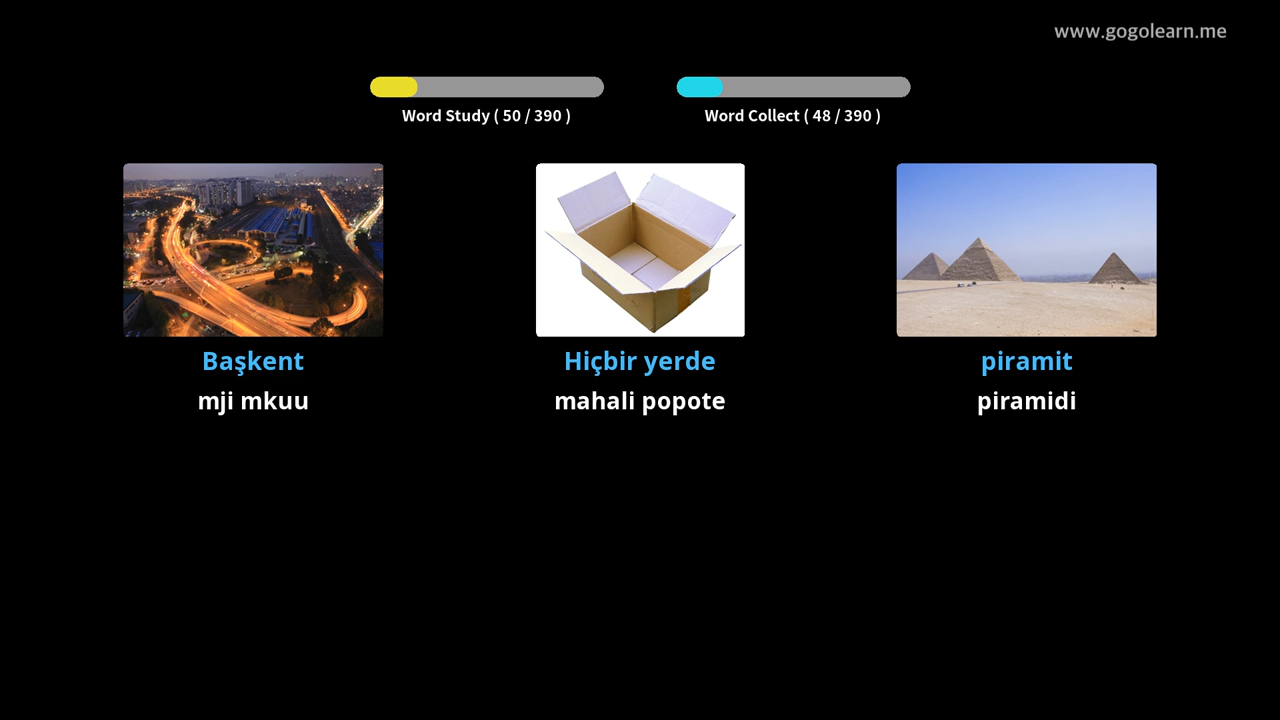 www.gogolearn.me
Word Study ( 50 / 390 )
Word Collect ( 48 / 390 )
Başkent
mji mkuu
Hiçbir yerde
mahali popote
piramit
piramidi